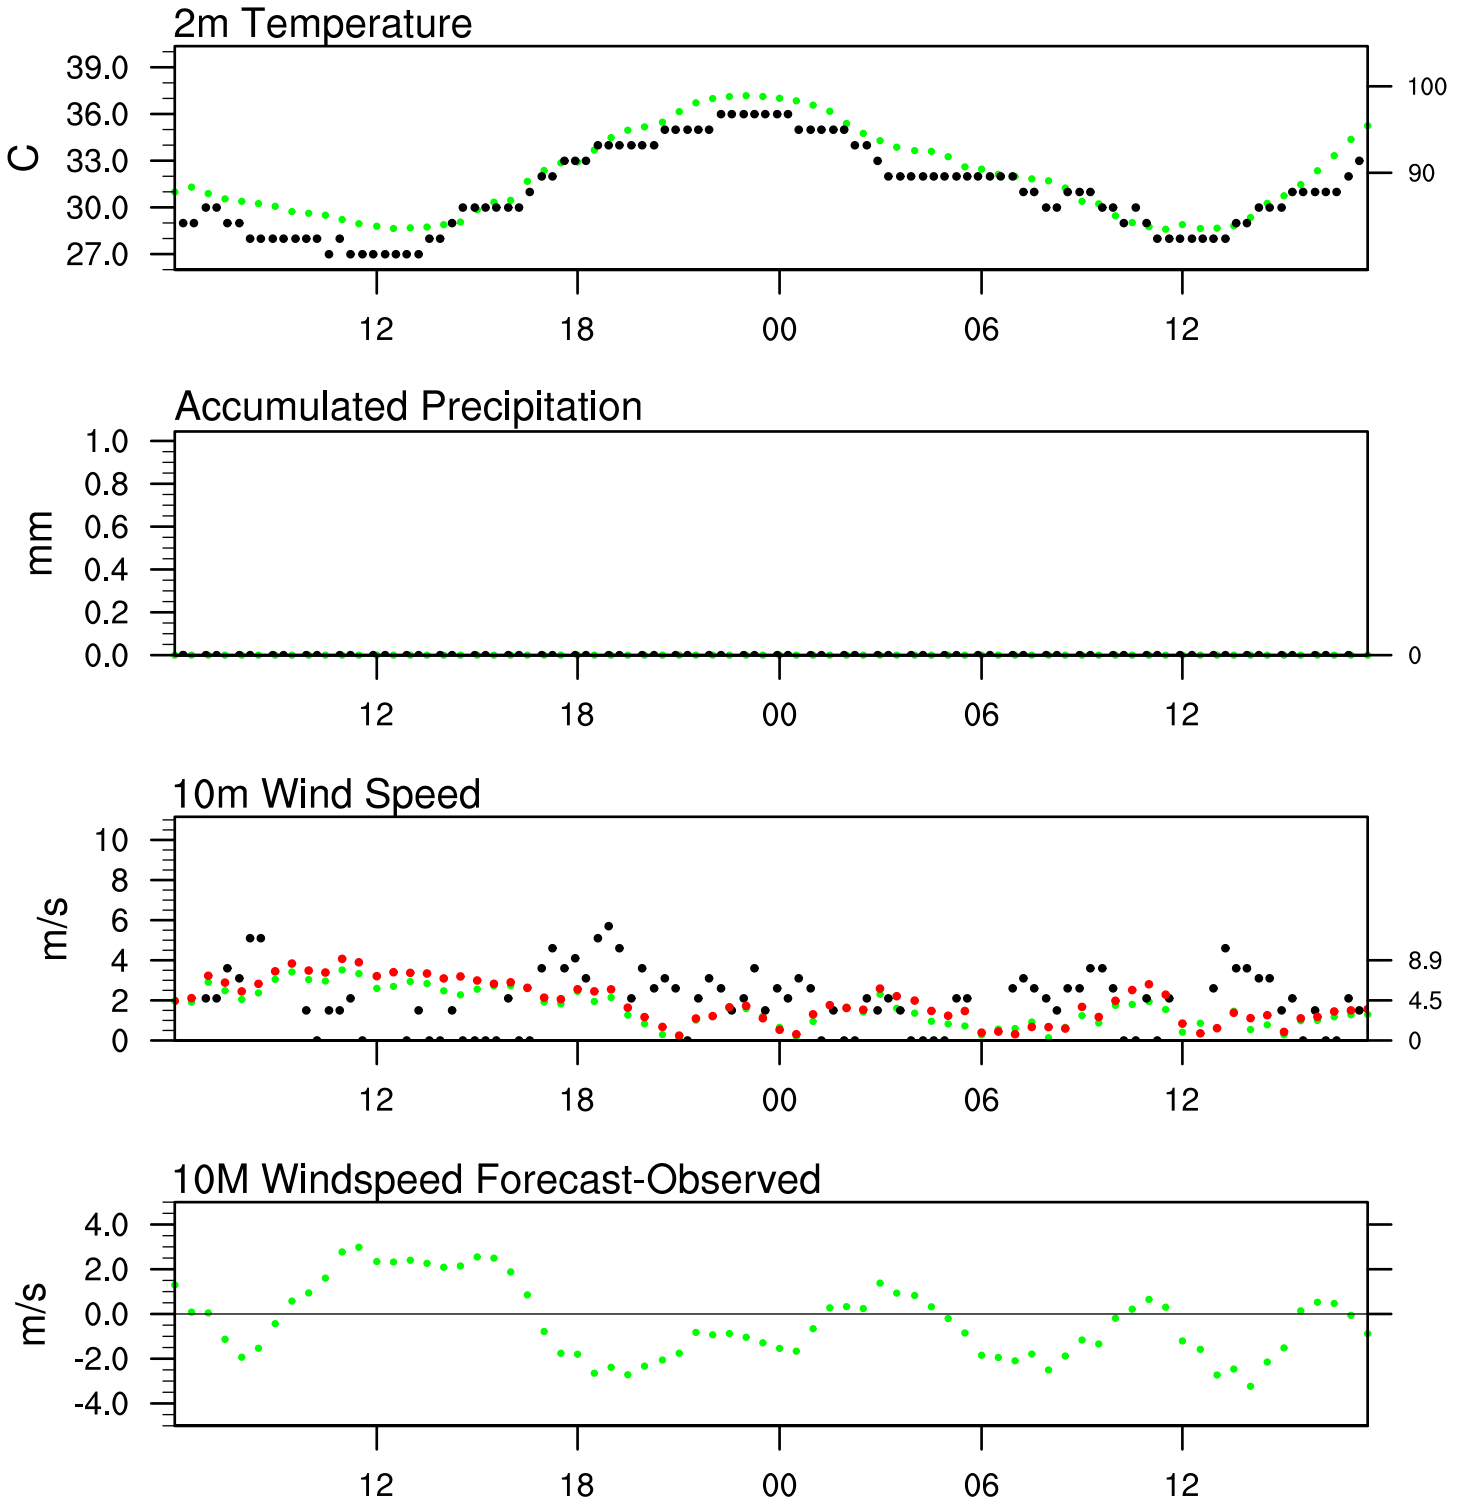 2m Temperature
39.0
36.0
33.0
30.0
27.0
C
100
90
12 18 00 06 12
Accumulated Precipitation
1.0
0.8
0.6
0.4
0.2
0.0
mm
0
12 18 00 06 12
10m Wind Speed
10
8
6
4
2
0
m/s
8.9
4.5
0
12 18 00 06 12
10M Windspeed Forecast-Observed
4.0
2.0
0.0
-2.0
-4.0
m/s
12 18 00 06 12